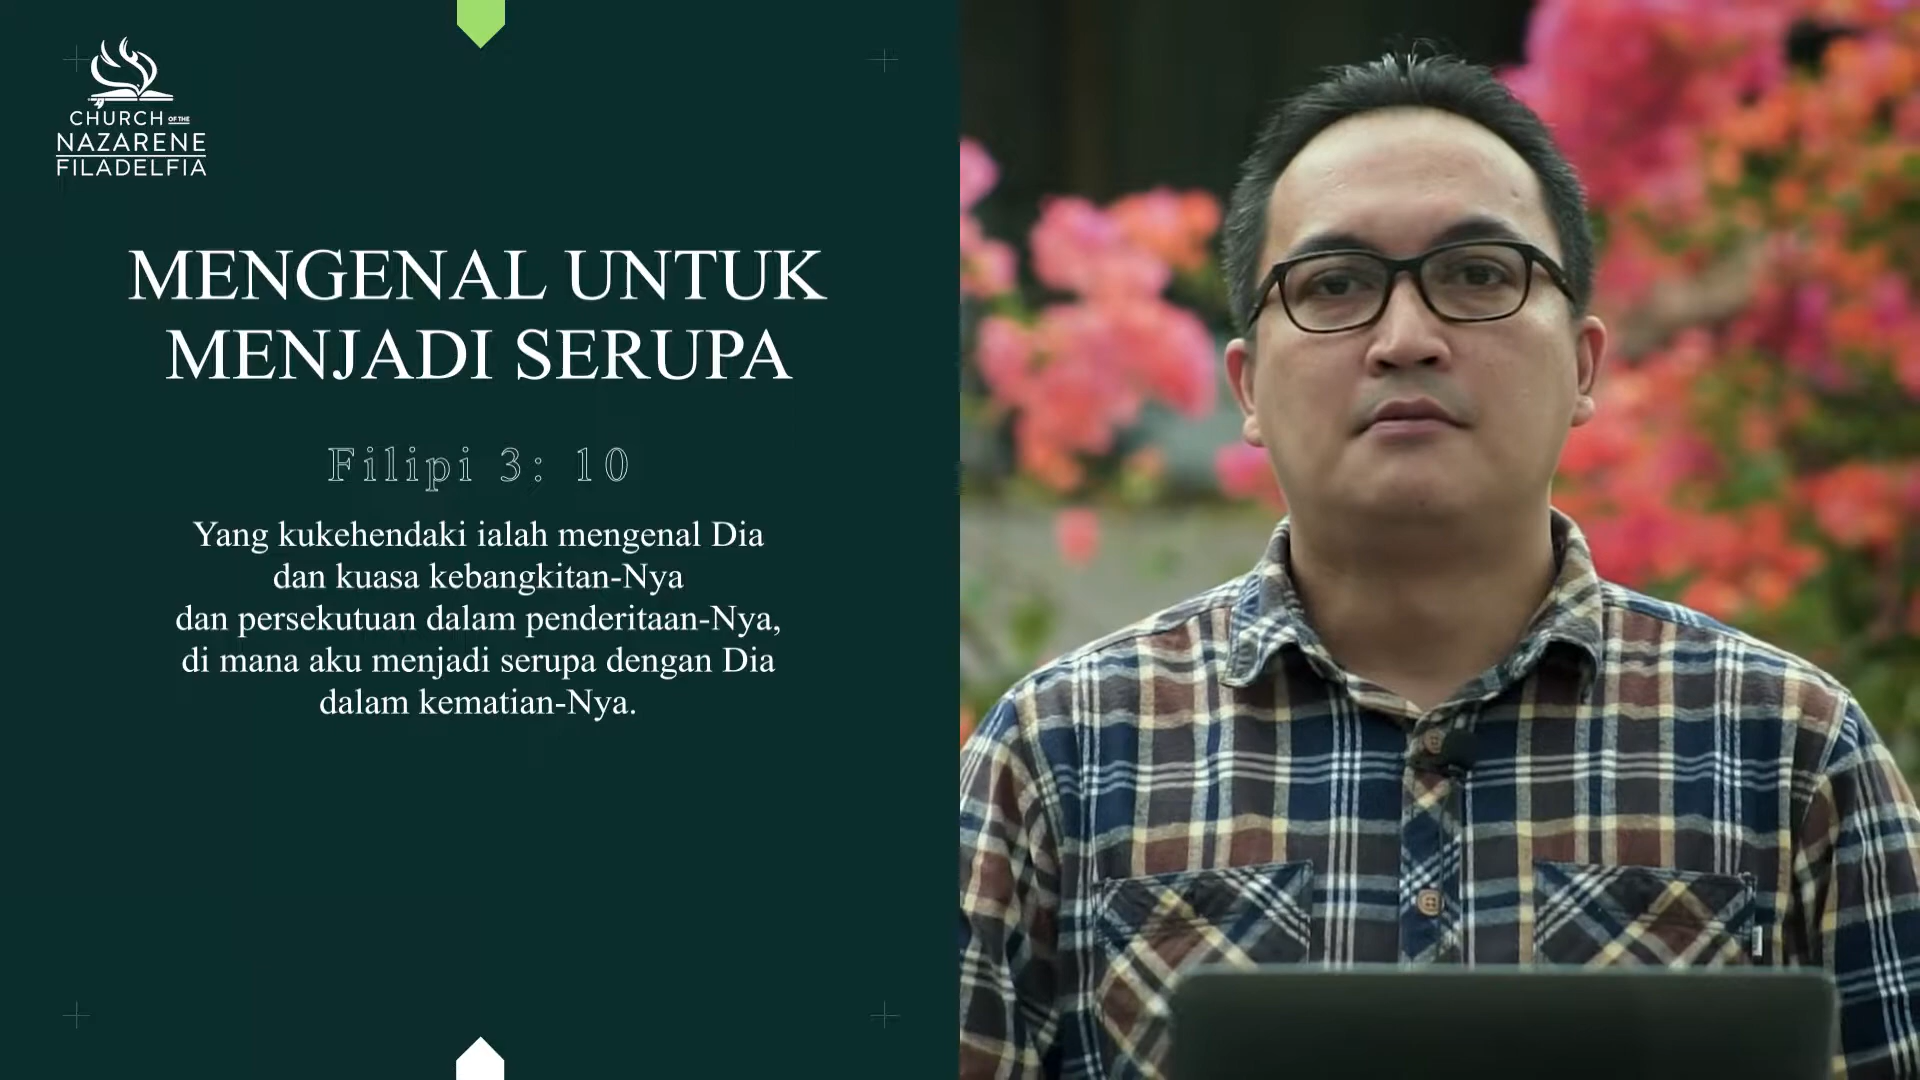 CHURCH OF THE
NAZARENE
FILADELFIA
MENGENAL UNTUK
MENJADI SERUPA
Filipi 3: 10
Yang kukehendaki ialah mengenal Dia
dan kuasa kebangkitan-Nya
dan persekutuan dalam penderitaan-Nya,
di mana aku menjadi serupa dengan Dia
dalam kematian-Nya.